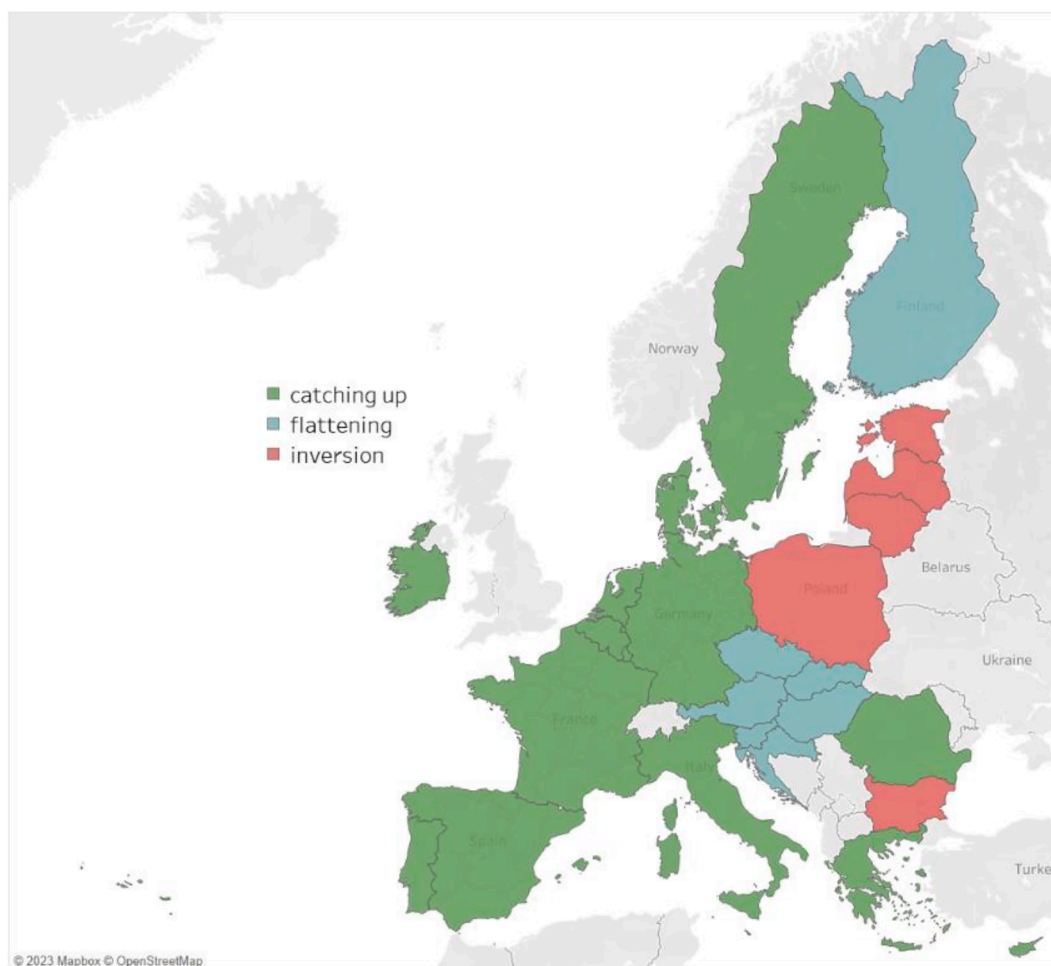 Sweden
Finland
Norway
catching up
flattening
inversion
Belarus
Poland
Germany
Ukraine
France
Italy
Spain
Turke
© 2023 Mapbox © OpenStreetMap